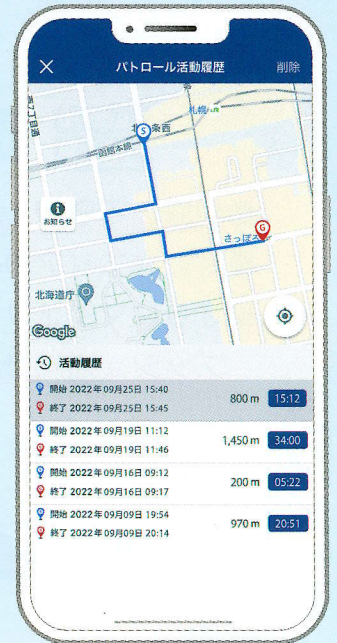 パトロール活動履歴
削除
札幌
北
条西
函館本線
お知らせ
さっぽろ
北海道庁
Google
活動履歴
開始 2022年09月25日 15:40
終了 2022年09月25日 15:45
800 m
15:12
開始 2022年09月19日 11:12
終了 2022年09月19日 11:46
1,450 m
34:00
開始 2022年09月16日 09:12
終了 2022年09月16日 09:17
200 m
05:22
開始 2022年09月09日 19:54
終了 2022年09月09日 20:14
970 m
20:51